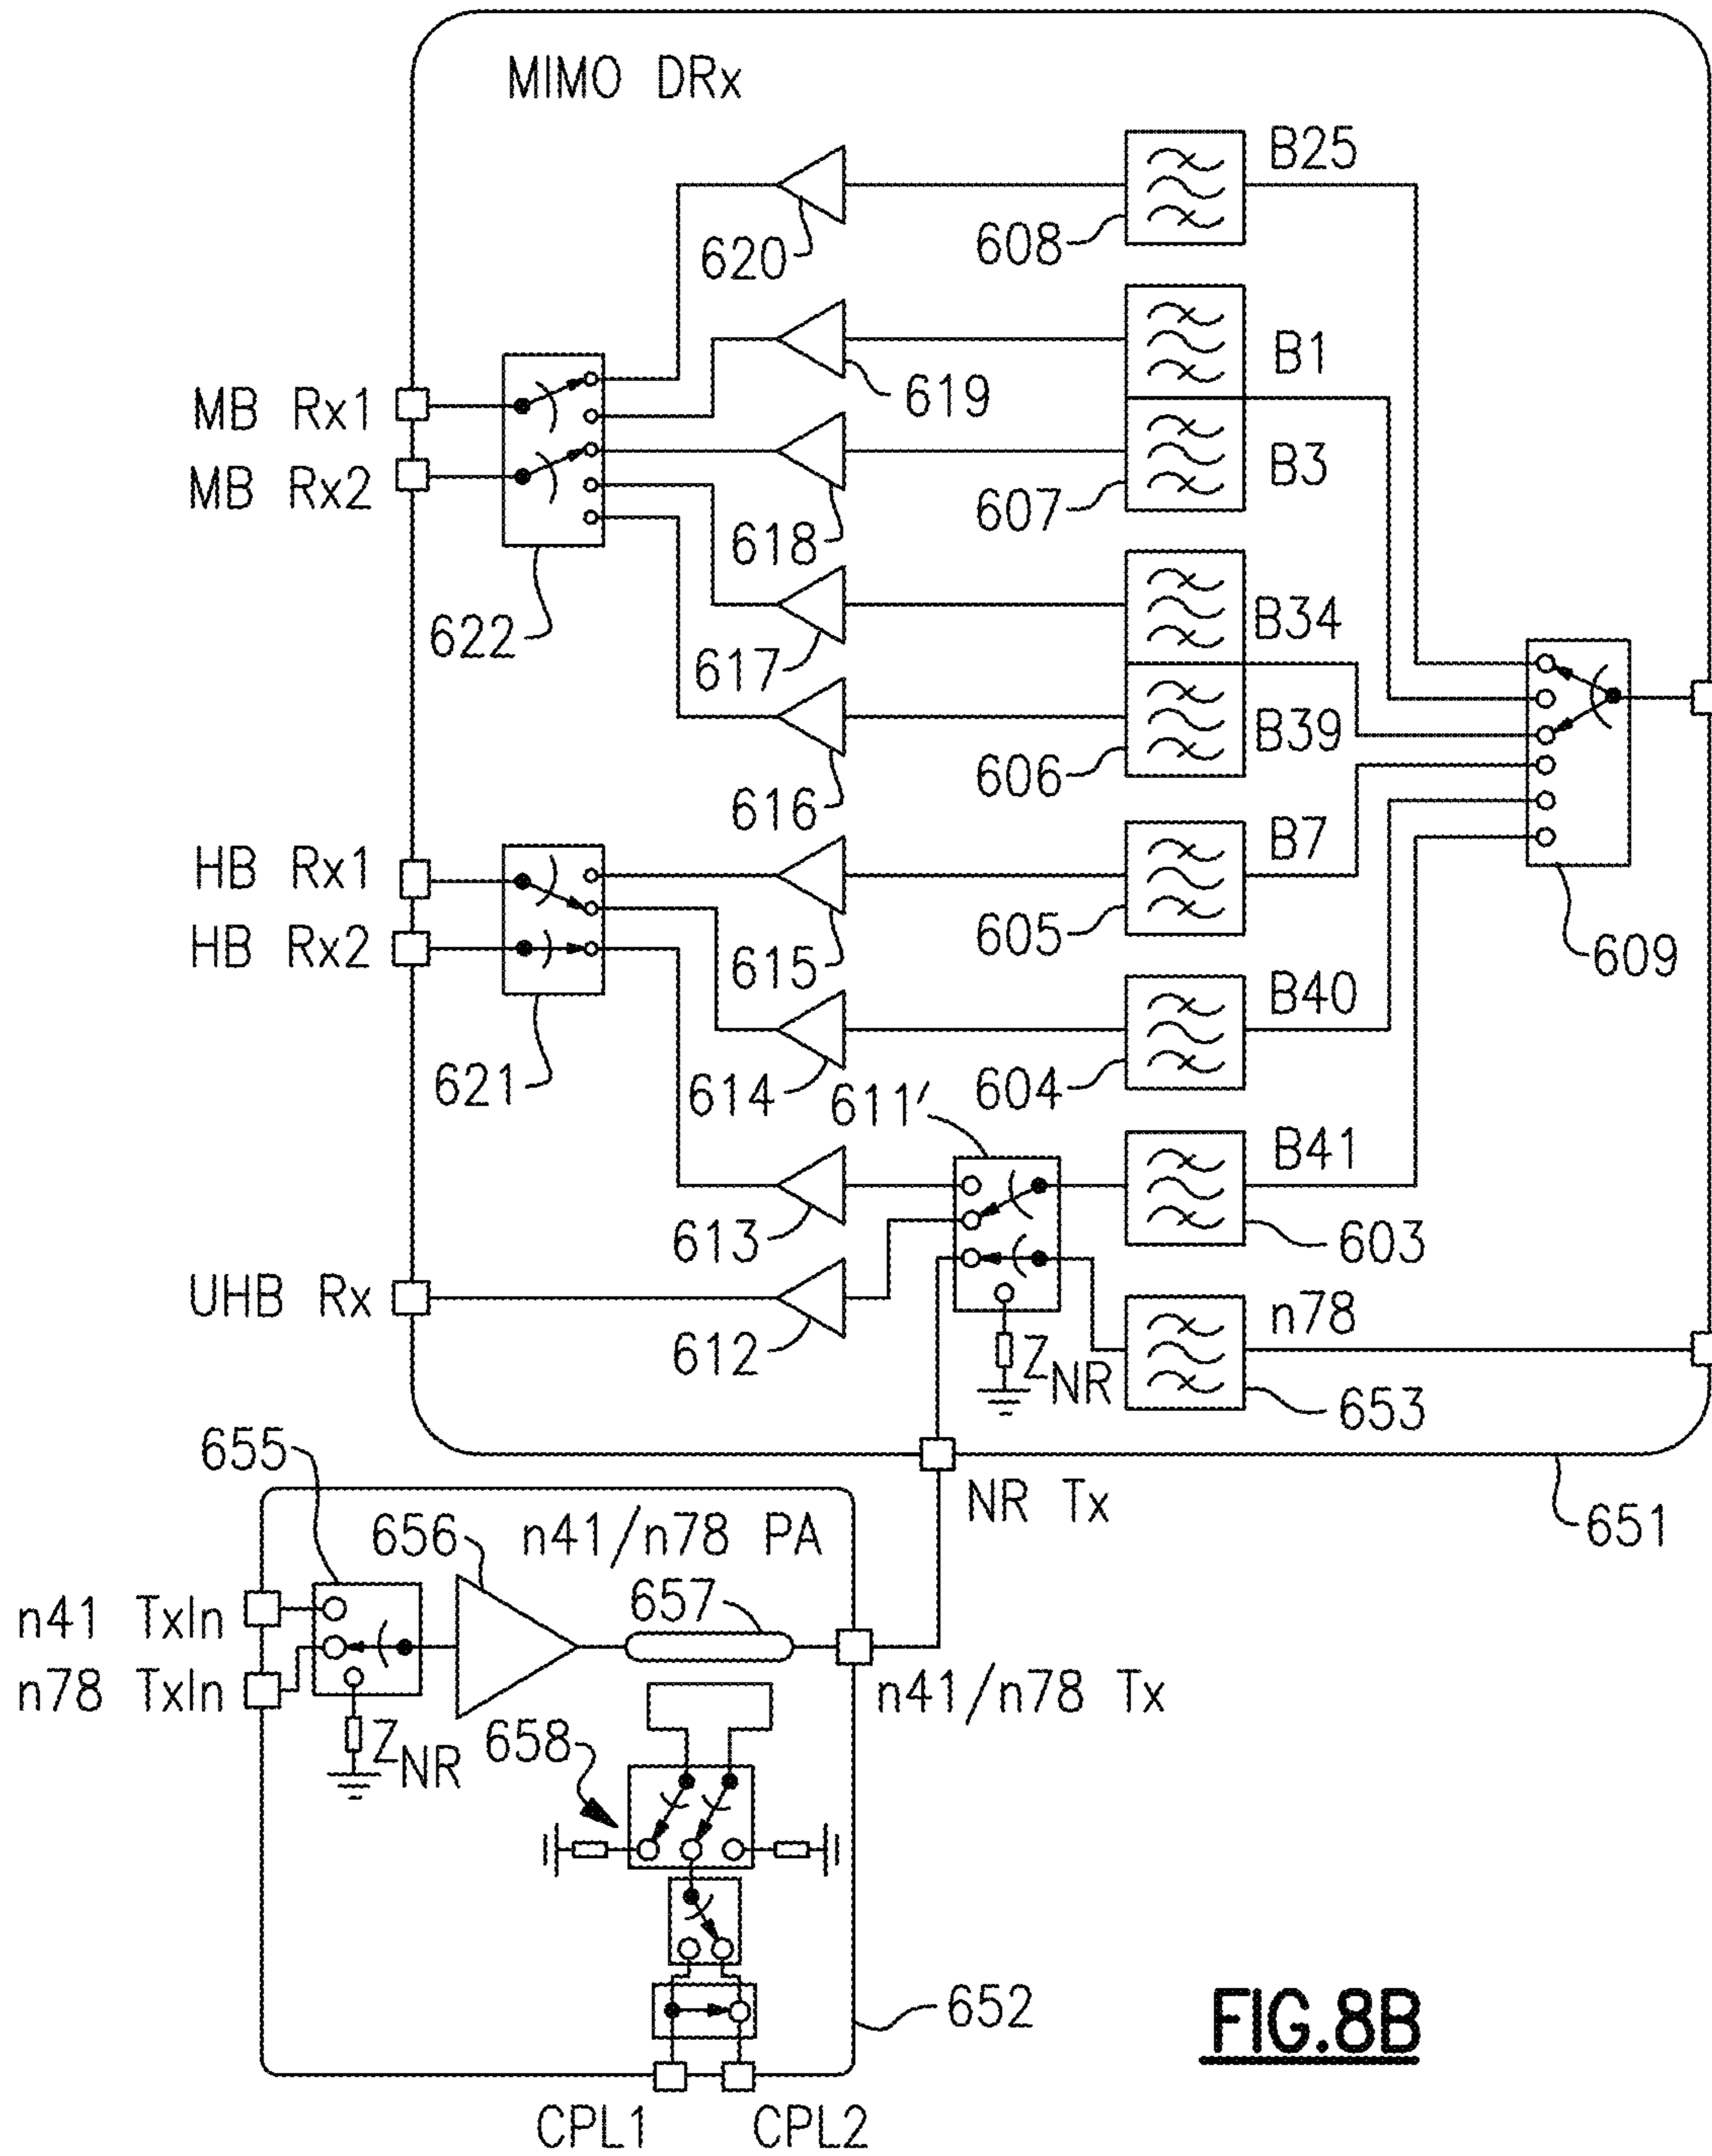 MIMO DRx
B25
620
608
B1
619
MB Rx1
B3
MB Rx2
607
618
B34
622
617
B39
606
616
B7
HB Rx1
605
HB Rx2
615
609
B40
621
614
604
611'
B41
613
603
UHB Rx
n78
612
ZNR
653
655
NR Tx
651
656
n41/n78 PA
657
n41 TxIn
n78 TxIn
n41/n78 Tx
658
ZNR
652
FIG.8B
CPL1
CPL2